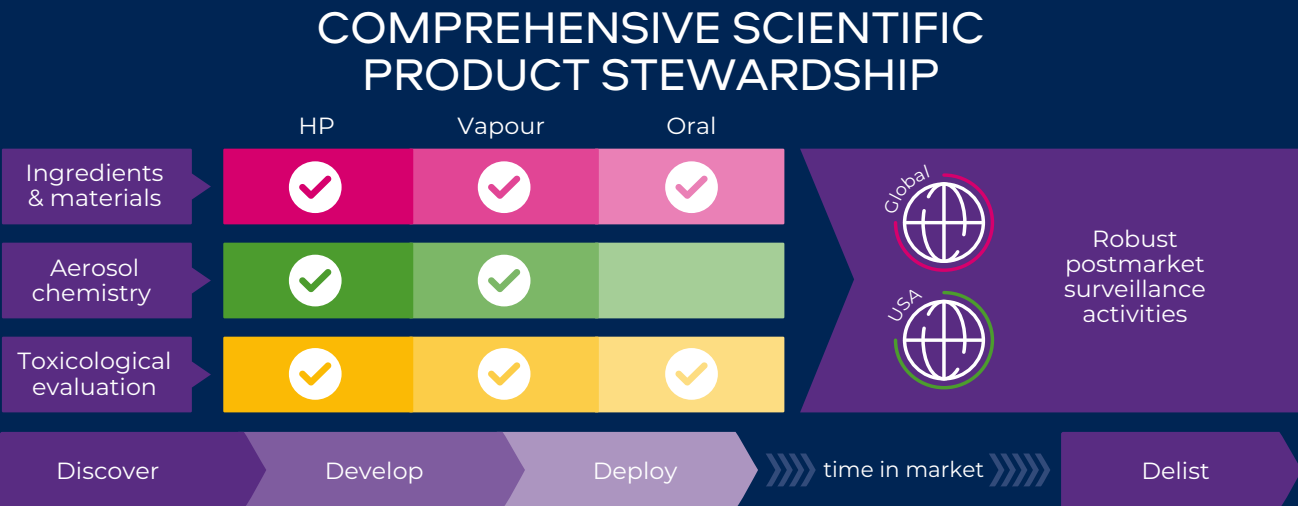 COMPREHENSIVE SCIENTIFIC
PRODUCT STEWARDSHIP
HP
Vapour
Oral
Ingredients
& materials
Aerosol
chemistry
Toxicological
evaluation
Global
USA
Robust
postmarket
surveillance
activities
Discover
Develop
Deploy
time in market
Delist